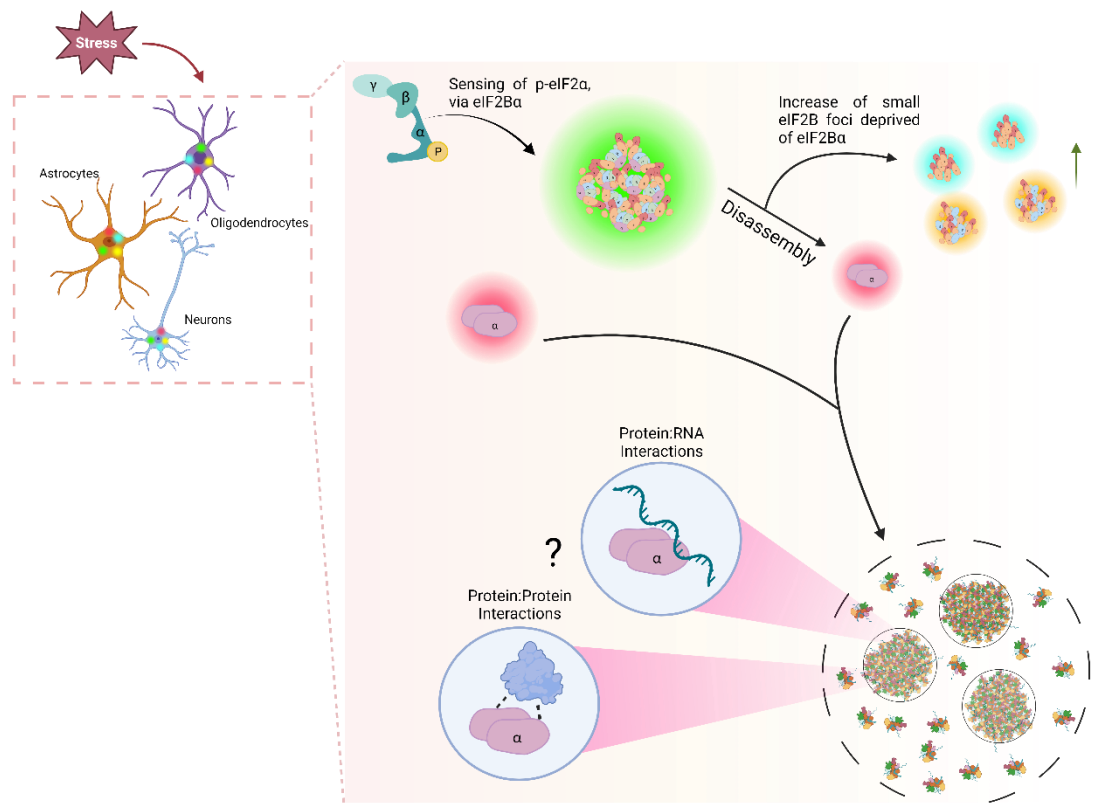 Stress
Astrocytes
Oligodendrocytes
Neurons
γ
β
α
P
Sensing of p-eIF2α,
via eIF2Bα
Increase of small
eIF2B foci deprived
of eIF2Bα
Disassembly
α
α
Protein:RNA
Interactions
α
?
Protein:Protein
Interactions
α